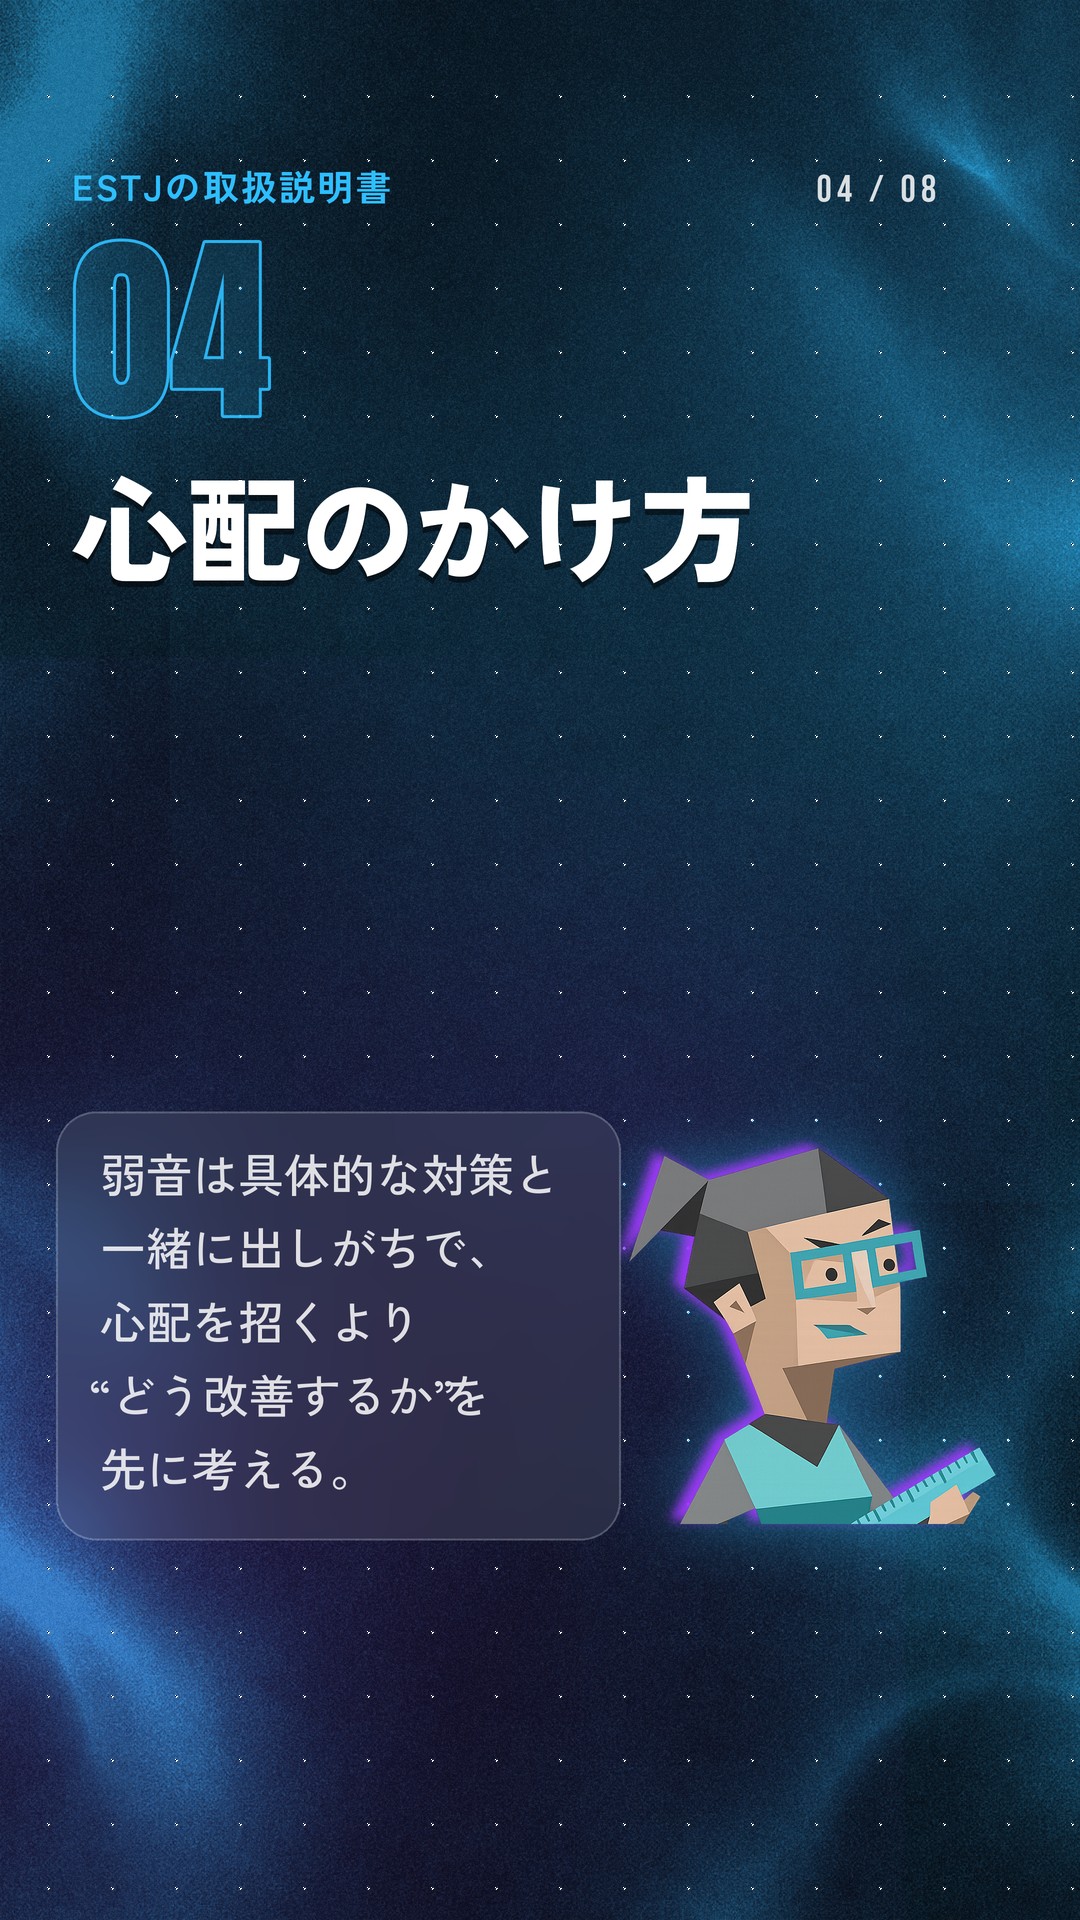 ESTJの取扱説明書
04 / 08
04
心配のかけ方
弱音は具体的な対策と
一緒に出しがちで、
心配を招くより
“どう改善するか”を
先に考える。